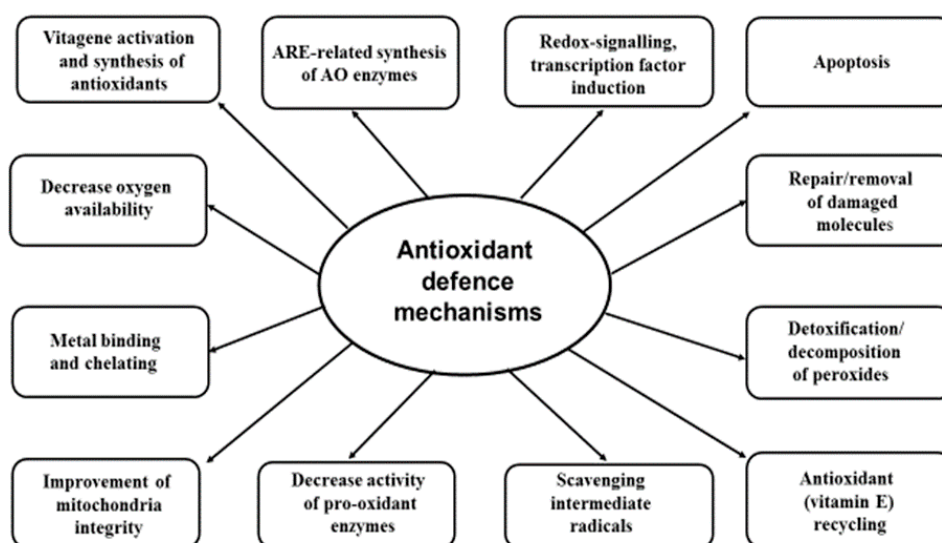 Vitagene activation
and synthesis of
antioxidants
ARE-related synthesis
of AO enzymes
Redox-signalling,
transcription factor
induction
Apoptosis
Decrease oxygen
availability
Repair/removal
of damaged
molecules
Antioxidant
defence
mechanisms
Metal binding
and chelating
Detoxification/
decomposition
of peroxides
Improvement of
mitochondria
integrity
Decrease activity
of pro-oxidant
enzymes
Scavenging
intermediate
radicals
Antioxidant
(vitamin E)
recycling